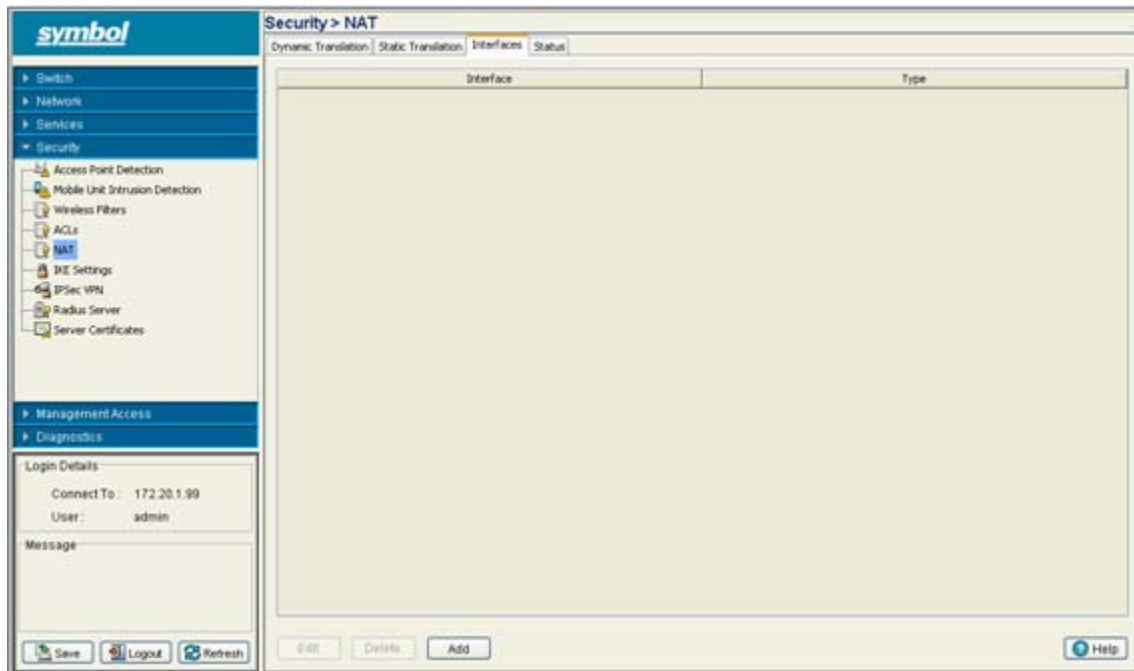 symbol
Switch
Network
Services
Security
Access Point Detection
Mobile Unit Intrusion Detection
Wireless Filters
ACLs
NAT
IKE Settings
IPSec VPN
Radius Server
Server Certificates
Management Access
Diagnostics
Login Details
Connect To : 172.20.1.99
User : admin
Message
Save Logout Refresh
Security > NAT
Dynamic Translation Static Translation Interfaces Status
Interface Type
Edit Delete Add Help